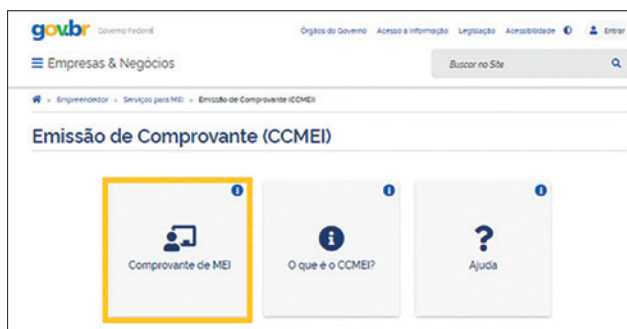 gov.br Governo Federal Órgãos do Governo Acesso à Informação Legislação Acessibilidade Entrar
Empresas & Negócios Buscar no Site
> Empreendedor > Serviços para MEI > Emissão de Comprovante (CCMEI)
Emissão de Comprovante (CCMEI)
Comprovante de MEI O que é o CCMEI? Ajuda